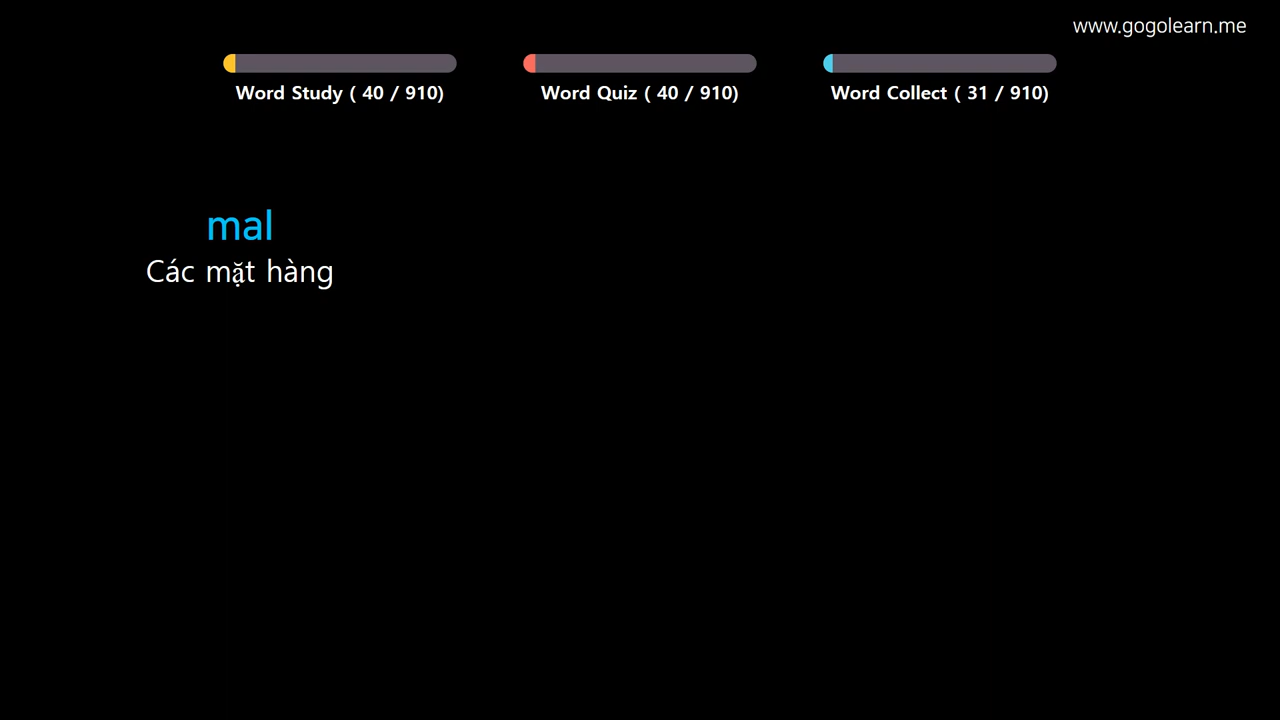 www.gogolearn.me
Word Study ( 40 / 910)
Word Quiz ( 40 / 910)
Word Collect ( 31 / 910)
mal
Các mặt hàng